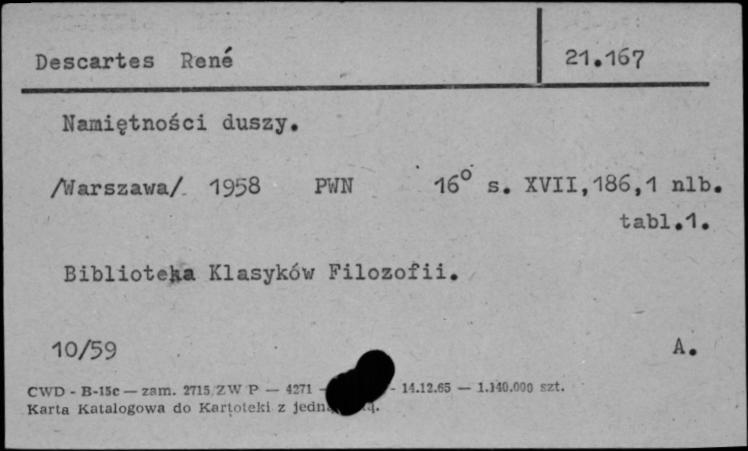 Descartes René 21.167
Namiętności duszy.
/Warszawa/ 1958 PWN 16° s. XVII,186,1 nlb.
tabl.1.
Biblioteka Klasyków Filozofii.
10/59 A.
CWD - B-15c — zam. 2715/ZW P — 4271 - 14.12.65 — 1.140.000 szt.
Karta Katalogowa do Kartoteki z